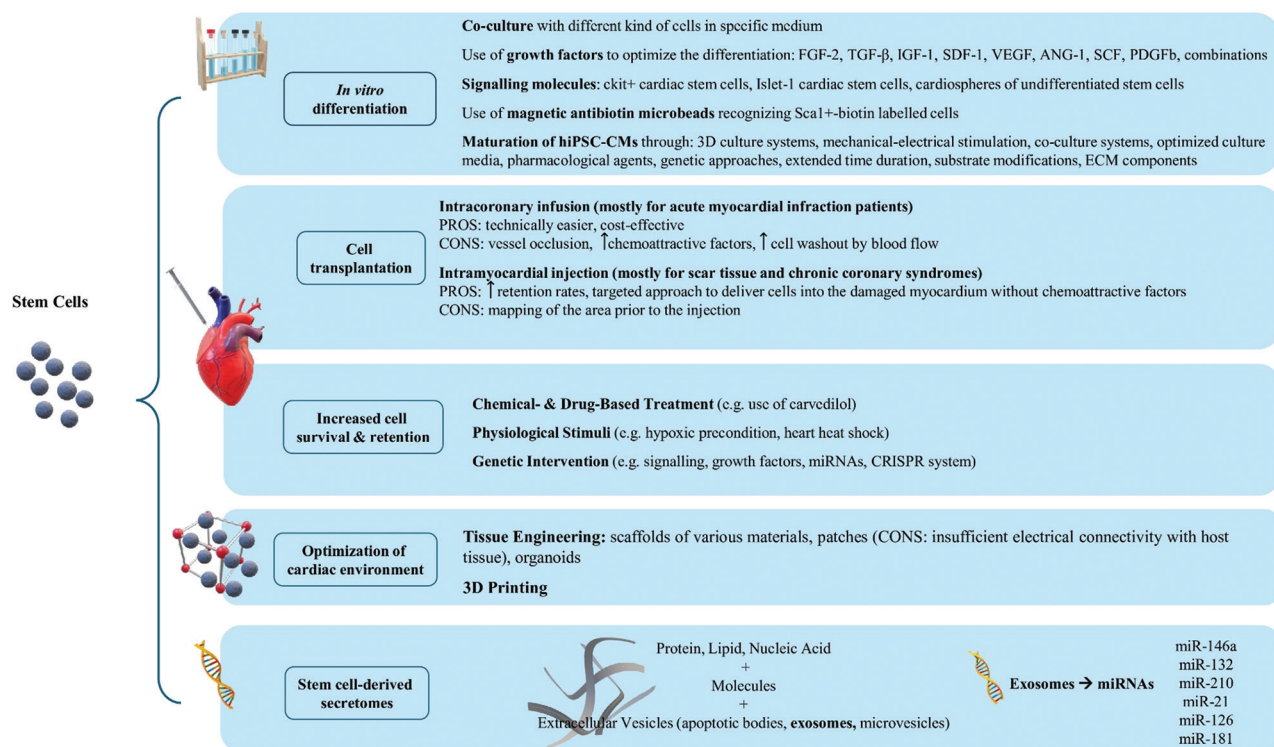 Stem Cells
In vitro
differentiation
Co-culture with different kind of cells in specific medium
Use of growth factors to optimize the differentiation: FGF-2, TGF-β, IGF-1, SDF-1, VEGF, ANG-1, SCF, PDGFb, combinations
Signalling molecules: ckit+ cardiac stem cells, Islet-1 cardiac stem cells, cardiospheres of undifferentiated stem cells
Use of magnetic antibiotin microbeads recognizing Sca1+-biotin labelled cells
Maturation of hiPSC-CMs through: 3D culture systems, mechanical-electrical stimulation, co-culture systems, optimized culture
media, pharmacological agents, genetic approaches, extended time duration, substrate modifications, ECM components
Cell
transplantation
Intracoronary infusion (mostly for acute myocardial infraction patients)
PROS: technically easier, cost-effective
CONS: vessel occlusion, ↑chemoattractive factors, ↑ cell washout by blood flow
Intramyocardial injection (mostly for scar tissue and chronic coronary syndromes)
PROS: ↑ retention rates, targeted approach to deliver cells into the damaged myocardium without chemoattractive factors
CONS: mapping of the area prior to the injection
Increased cell
survival & retention
Chemical- & Drug-Based Treatment (e.g. use of carvedilol)
Physiological Stimuli (e.g. hypoxic precondition, heart heat shock)
Genetic Intervention (e.g. signalling, growth factors, miRNAs, CRISPR system)
Optimization of
cardiac environment
Tissue Engineering: scaffolds of various materials, patches (CONS: insufficient electrical connectivity with host
tissue), organoids
3D Printing
Stem cell-derived
secretomes
Protein, Lipid, Nucleic Acid
+
Molecules
+
Extracellular Vesicles (apoptotic bodies, exosomes, microvesicles)
Exosomes → miRNAs
miR-146a
miR-132
miR-210
miR-21
miR-126
miR-181